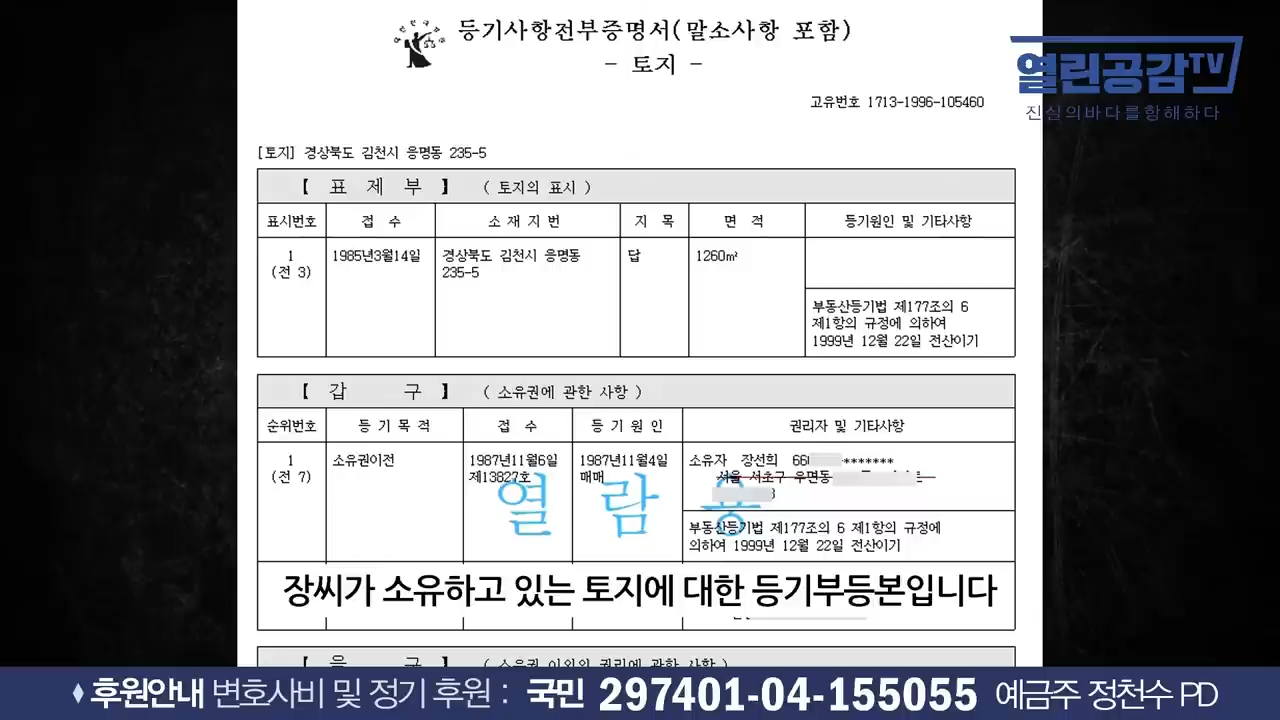 등기사항전부증명서(말소사항 포함)
- 토지 -
열린공감TV
진실의바다를항해하다
고유번호 1713-1996-105460
[토지] 경상북도 김천시 응명동 235-5
【 표 제 부 】 ( 토지의 표시 )
표시번호 접 수 소 재 지 번 지 목 면 적 등기원인 및 기타사항
1 1985년3월14일 경상북도 김천시 응명동 답 1260㎡
(전 3) 235-5
부동산등기법 제177조의 6
제1항의 규정에 의하여
1999년 12월 22일 전산이기
【 갑 구 】 ( 소유권에 관한 사항 )
순위번호 등 기 목 적 접 수 등 기 원 인 권리자 및 기타사항
1 소유권이전 1987년11월6일 1987년11월4일 소유자 장선희 66 *******
(전 7) 제13827호 매매 서울 서초구 우면동
열 람 용
부동산등기법 제177조의 6 제1항의 규정에
의하여 1999년 12월 22일 전산이기
장씨가 소유하고 있는 토지에 대한 등기부등본입니다
【 을 구 】 ( 소유권 이외의 권리에 관한 사항 )
♦ 후원안내 변호사비 및 정기 후원 : 국민 297401-04-155055 예금주 정천수 PD